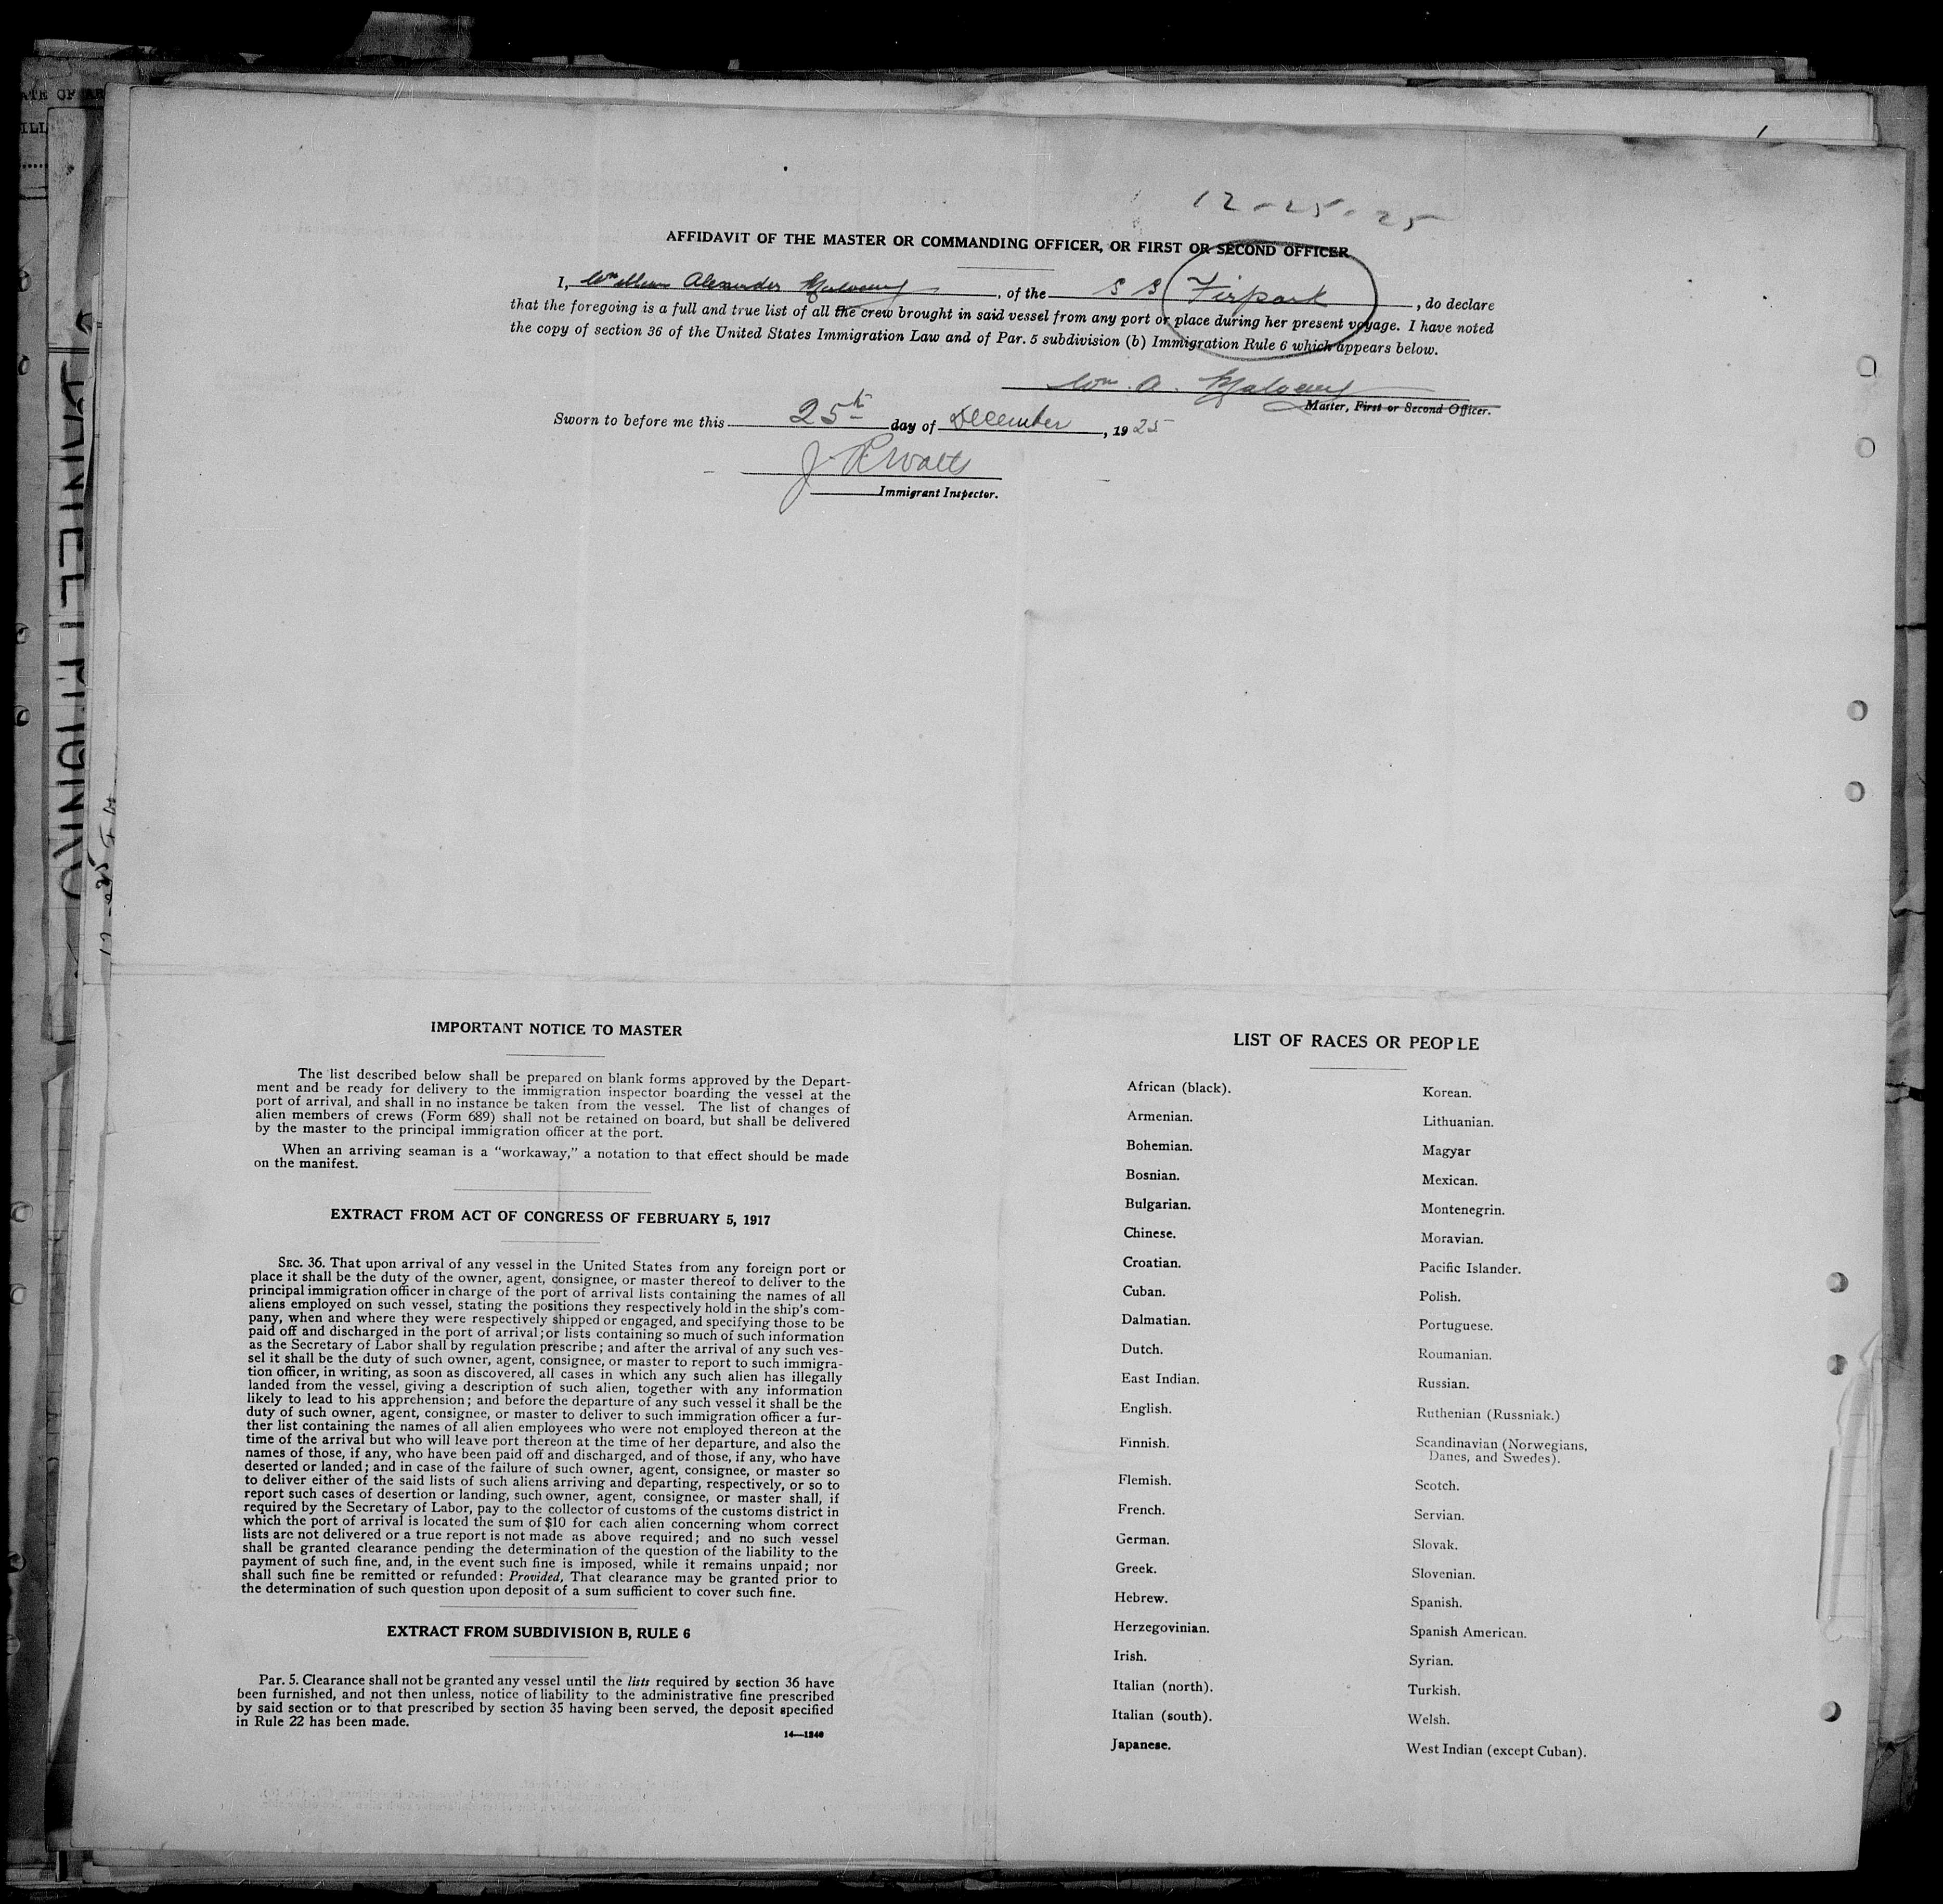 12-25-25
AFFIDAVIT OF THE MASTER OR COMMANDING OFFICER, OR FIRST OR SECOND OFFICER
I, William Alexander, of the S S Firpark, do declare
that the foregoing is a full and true list of all the crew brought in said vessel from any port or place during her present voyage. I have noted
the copy of section 36 of the United States Immigration Law and of Par. 5 subdivision (b) Immigration Rule 6 which appears below.
Wm. A.
Master, First or Second Officer.
Sworn to before me this 25th day of December, 1925
J. R. Watts
Immigrant Inspector.
IMPORTANT NOTICE TO MASTER
The list described below shall be prepared on blank forms approved by the Depart-
ment and be ready for delivery to the immigration inspector boarding the vessel at the
port of arrival, and shall in no instance be taken from the vessel. The list of changes of
alien members of crews (Form 689) shall not be retained on board, but shall be delivered
by the master to the principal immigration officer at the port.
When an arriving seaman is a "workaway," a notation to that effect should be made
on the manifest.
EXTRACT FROM ACT OF CONGRESS OF FEBRUARY 5, 1917
SEC. 36. That upon arrival of any vessel in the United States from any foreign port or
place it shall be the duty of the owner, agent, consignee, or master thereof to deliver to the
principal immigration officer in charge of the port of arrival lists containing the names of all
aliens employed on such vessel, stating the positions they respectively hold in the ship's com-
pany, when and where they were respectively shipped or engaged, and specifying those to be
paid off and discharged in the port of arrival; or lists containing so much of such information
as the Secretary of Labor shall by regulation prescribe; and after the arrival of any such ves-
sel it shall be the duty of such owner, agent, consignee, or master to report to such immigra-
tion officer, in writing, as soon as discovered, all cases in which any such alien has illegally
landed from the vessel, giving a description of such alien, together with any information
likely to lead to his apprehension; and before the departure of any such vessel it shall be the
duty of such owner, agent, consignee, or master to deliver to such immigration officer a fur-
ther list containing the names of all alien employees who were not employed thereon at the
time of the arrival but who will leave port thereon at the time of her departure, and also the
names of those, if any, who have been paid off and discharged, and of those, if any, who have
deserted or landed; and in case of the failure of such owner, agent, consignee, or master so
to deliver either of the said lists of such aliens arriving and departing, respectively, or so to
report such cases of desertion or landing, such owner, agent, consignee, or master shall, if
required by the Secretary of Labor, pay to the collector of customs of the customs district in
which the port of arrival is located the sum of $10 for each alien concerning whom correct
lists are not delivered or a true report is not made as above required; and no such vessel
shall be granted clearance pending the determination of the question of the liability to the
payment of such fine, and, in the event such fine is imposed, while it remains unpaid; nor
shall such fine be remitted or refunded: Provided, That clearance may be granted prior to
the determination of such question upon deposit of a sum sufficient to cover such fine.
EXTRACT FROM SUBDIVISION B, RULE 6
Par. 5. Clearance shall not be granted any vessel until the lists required by section 36 have
been furnished, and not then unless, notice of liability to the administrative fine prescribed
by said section or to that prescribed by section 35 having been served, the deposit specified
in Rule 22 has been made.
14—1240
LIST OF RACES OR PEOPLE
African (black).
Armenian.
Bohemian.
Bosnian.
Bulgarian.
Chinese.
Croatian.
Cuban.
Dalmatian.
Dutch.
East Indian.
English.
Finnish.
Flemish.
French.
German.
Greek.
Hebrew.
Herzegovinian.
Irish.
Italian (north).
Italian (south).
Japanese.
Korean.
Lithuanian.
Magyar
Mexican.
Montenegrin.
Moravian.
Pacific Islander.
Polish.
Portuguese.
Roumanian.
Russian.
Ruthenian (Russniak.)
Scandinavian (Norwegians,
Danes, and Swedes).
Scotch.
Servian.
Slovak.
Slovenian.
Spanish.
Spanish American.
Syrian.
Turkish.
Welsh.
West Indian (except Cuban).